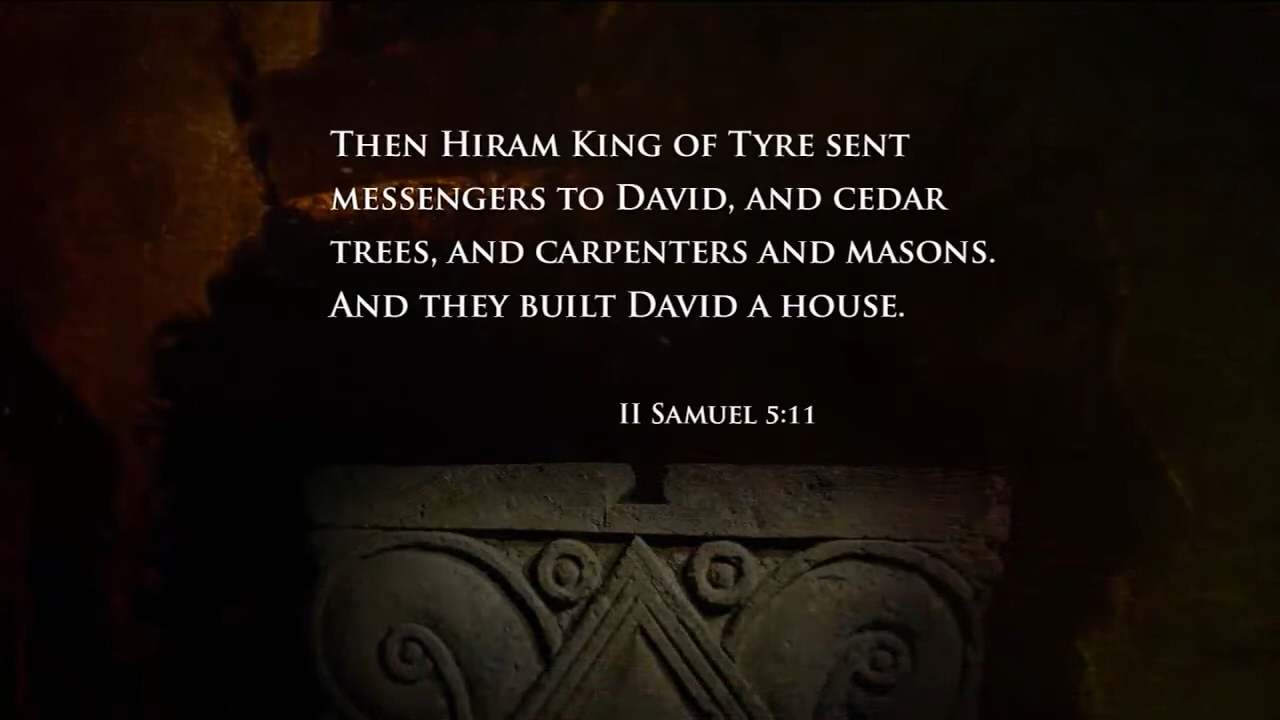 Then Hiram King of Tyre sent
messengers to David, and cedar
trees, and carpenters and masons.
And they built David a house.
II Samuel 5:11